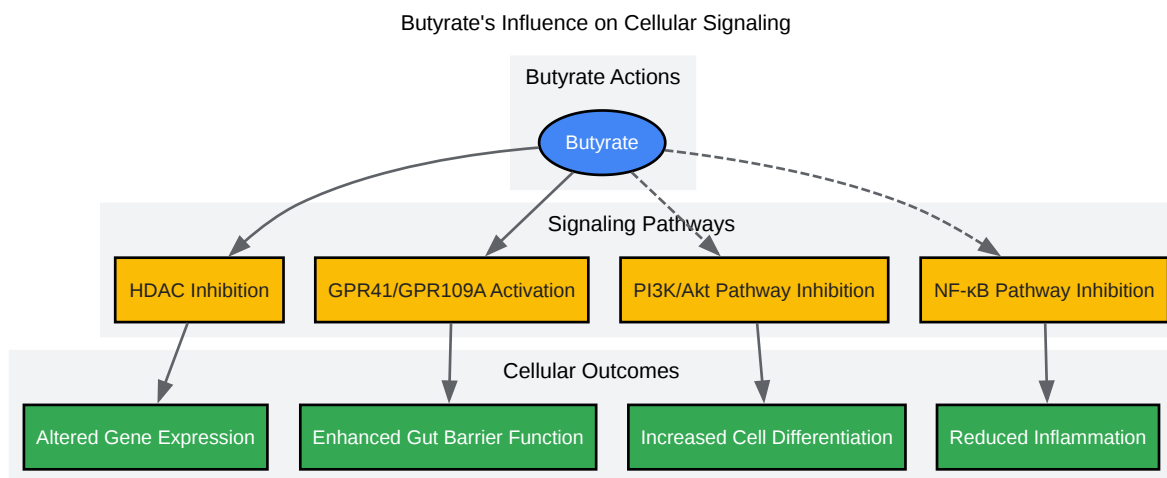 Butyrate's Influence on Cellular Signaling
Butyrate Actions
Butyrate
Signaling Pathways
HDAC Inhibition
GPR41/GPR109A Activation
PI3K/Akt Pathway Inhibition
NF-κB Pathway Inhibition
Cellular Outcomes
Altered Gene Expression
Enhanced Gut Barrier Function
Increased Cell Differentiation
Reduced Inflammation